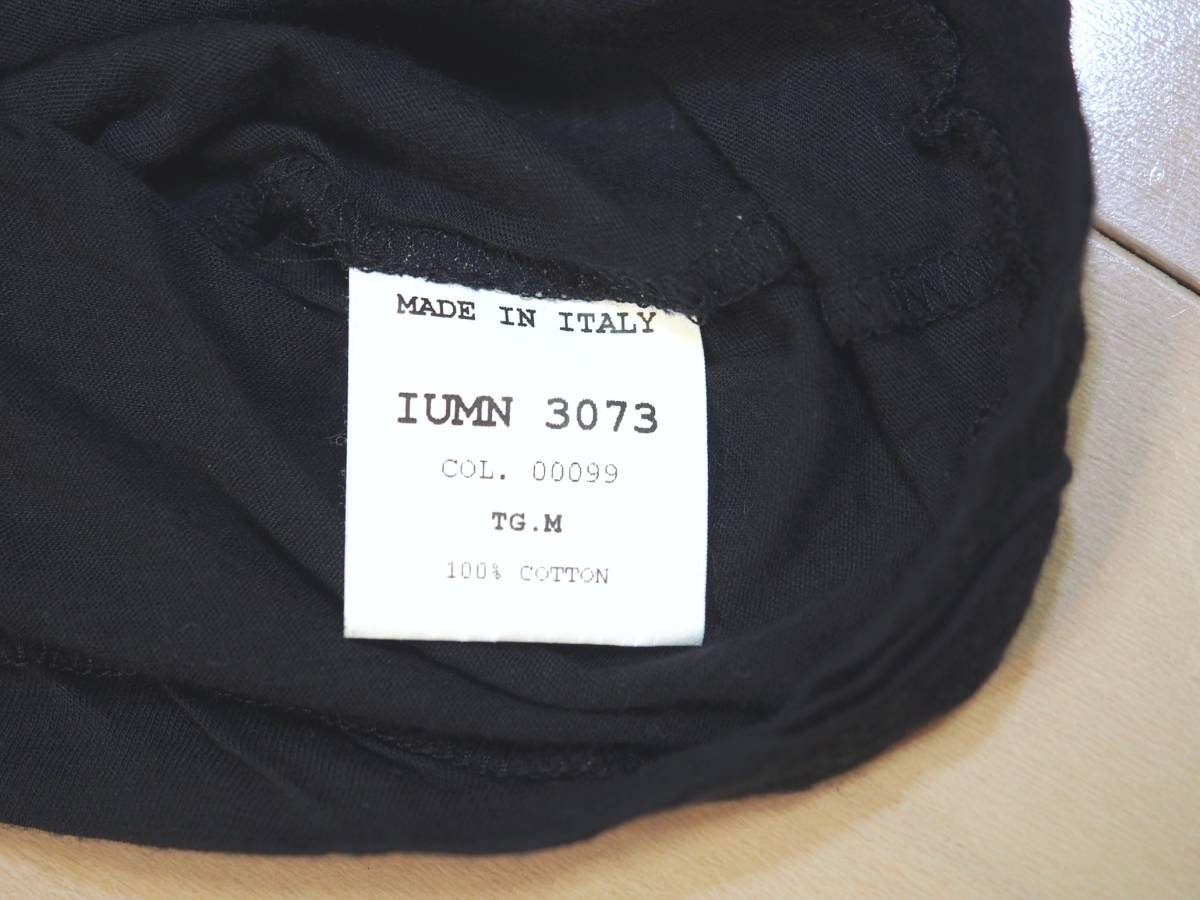 MADE IN ITALY
IUMN 3073
COL. 00099
TG.M
100% COTTON